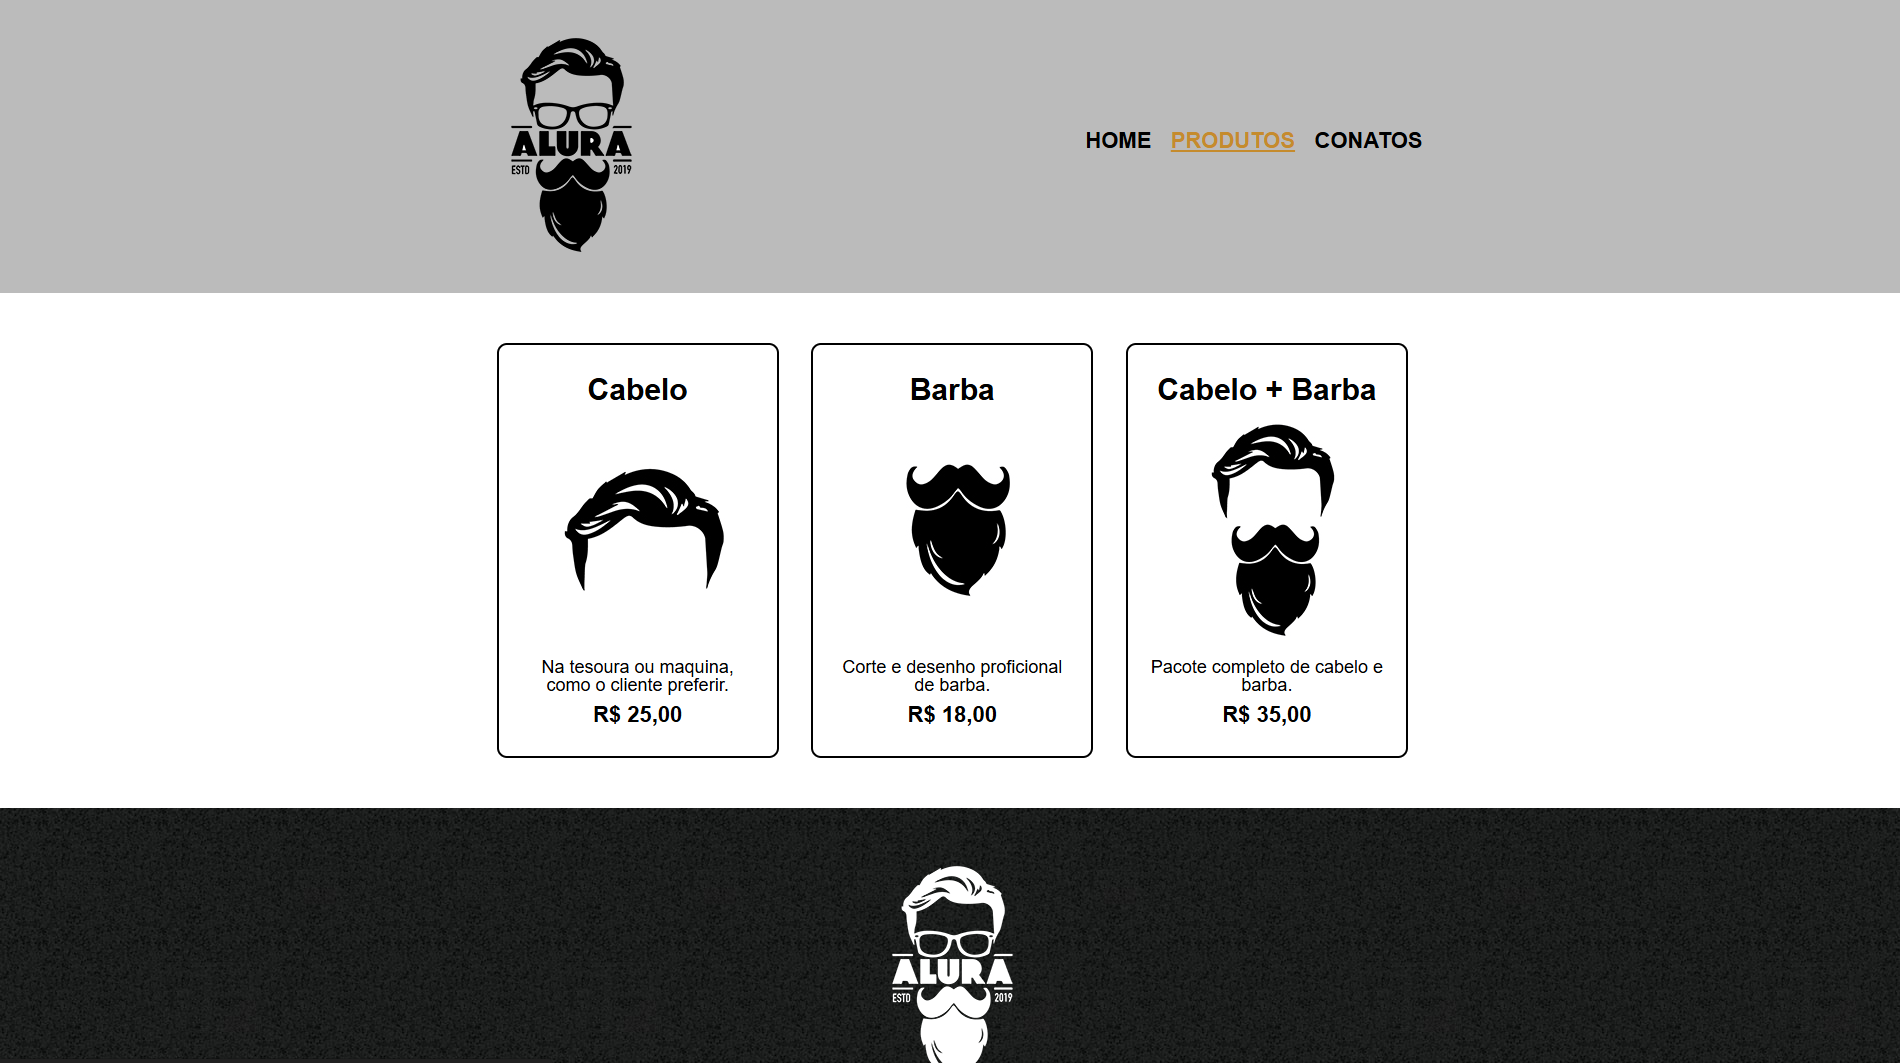 ALURA
ESTD 2019
HOME PRODUTOS CONATOS
Cabelo
Na tesoura ou maquina,
como o cliente preferir.
R$ 25,00
Barba
Corte e desenho proficional
de barba.
R$ 18,00
Cabelo + Barba
Pacote completo de cabelo e
barba.
R$ 35,00
ALURA
ESTD 2019